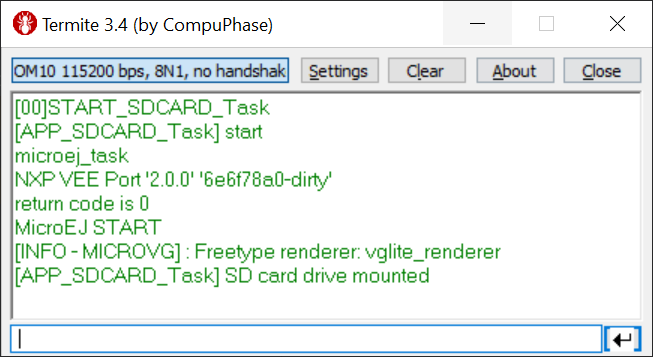 Termite 3.4 (by CompuPhase)
OM10 115200 bps, 8N1, no handshak
Settings
Clear
About
Close
[00]START_SDCARD_Task
[APP_SDCARD_Task] start
microej_task
NXP VEE Port '2.0.0' '6e6f78a0-dirty'
return code is 0
MicroEJ START
[INFO - MICROVG] : Freetype renderer: vglite_renderer
[APP_SDCARD_Task] SD card drive mounted